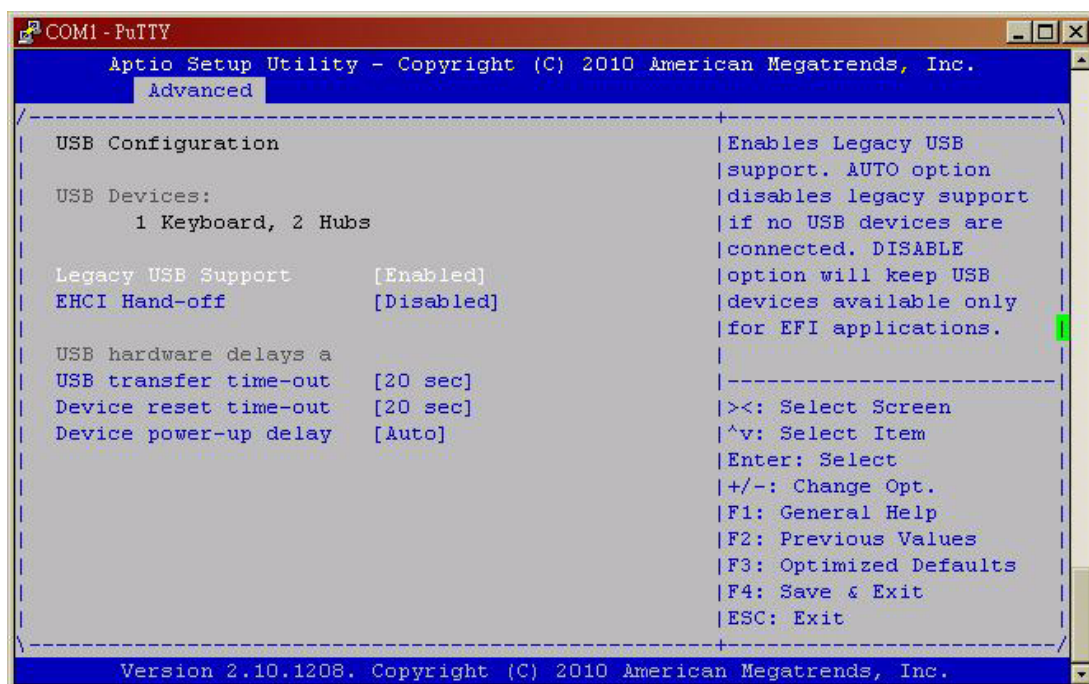 COM1 - PuTTY
Aptio Setup Utility - Copyright (C) 2010 American Megatrends, Inc.
Advanced
USB Configuration
USB Devices:
1 Keyboard, 2 Hubs
Legacy USB Support [Enabled]
EHCI Hand-off [Disabled]
USB hardware delays a
USB transfer time-out [20 sec]
Device reset time-out [20 sec]
Device power-up delay [Auto]
Enables Legacy USB
support. AUTO option
disables legacy support
if no USB devices are
connected. DISABLE
option will keep USB
devices available only
for EFI applications.
><: Select Screen
^v: Select Item
Enter: Select
+/-: Change Opt.
F1: General Help
F2: Previous Values
F3: Optimized Defaults
F4: Save & Exit
ESC: Exit
Version 2.10.1208. Copyright (C) 2010 American Megatrends, Inc.